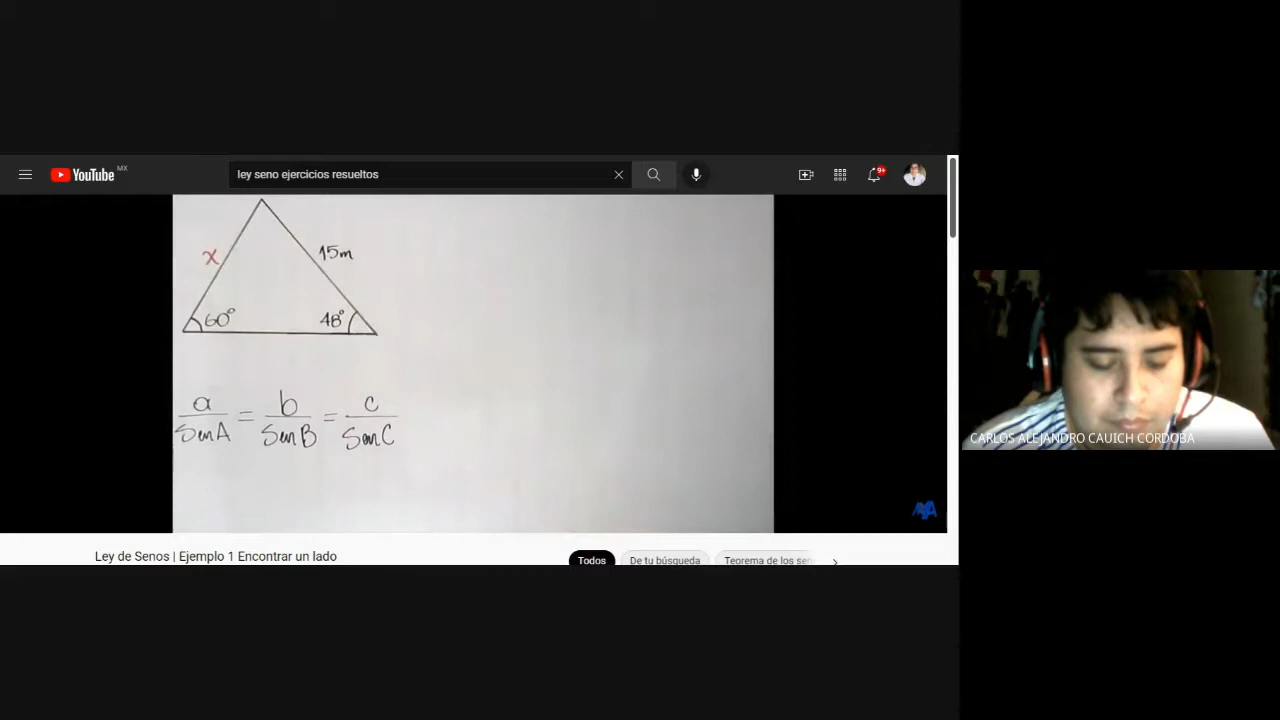 YouTube MX
ley seno ejercicios resueltos
9+
x
15m
60°
48°
a/SenA = b/SenB = c/SenC
CARLOS ALEJANDRO CAUICH CORDOBA
Ley de Senos | Ejemplo 1 Encontrar un lado
Todos
De tu búsqueda
Teorema de los